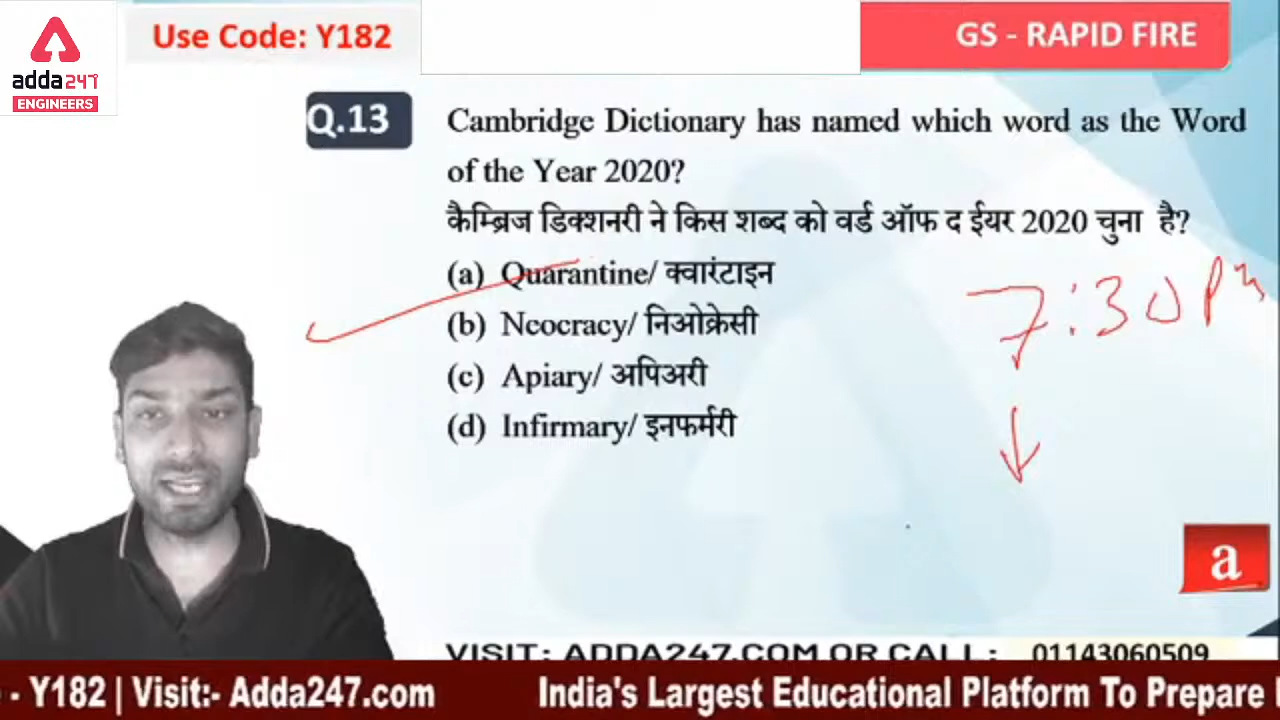 adda247
ENGINEERS
Use Code: Y182
GS - RAPID FIRE
Q.13
Cambridge Dictionary has named which word as the Word
of the Year 2020?
कैम्ब्रिज डिक्शनरी ने किस शब्द को वर्ड ऑफ द ईयर 2020 चुना है?
(a) Quarantine/ क्वारंटाइन
(b) Neocracy/ निओक्रेसी
(c) Apiary/ अपिअरी
(d) Infirmary/ इनफर्मरी
7:30 pm
a
VISIT: ADDA247.COM OR CALL: 01143060509
- Y182 | Visit:- Adda247.com India's Largest Educational Platform To Prepare